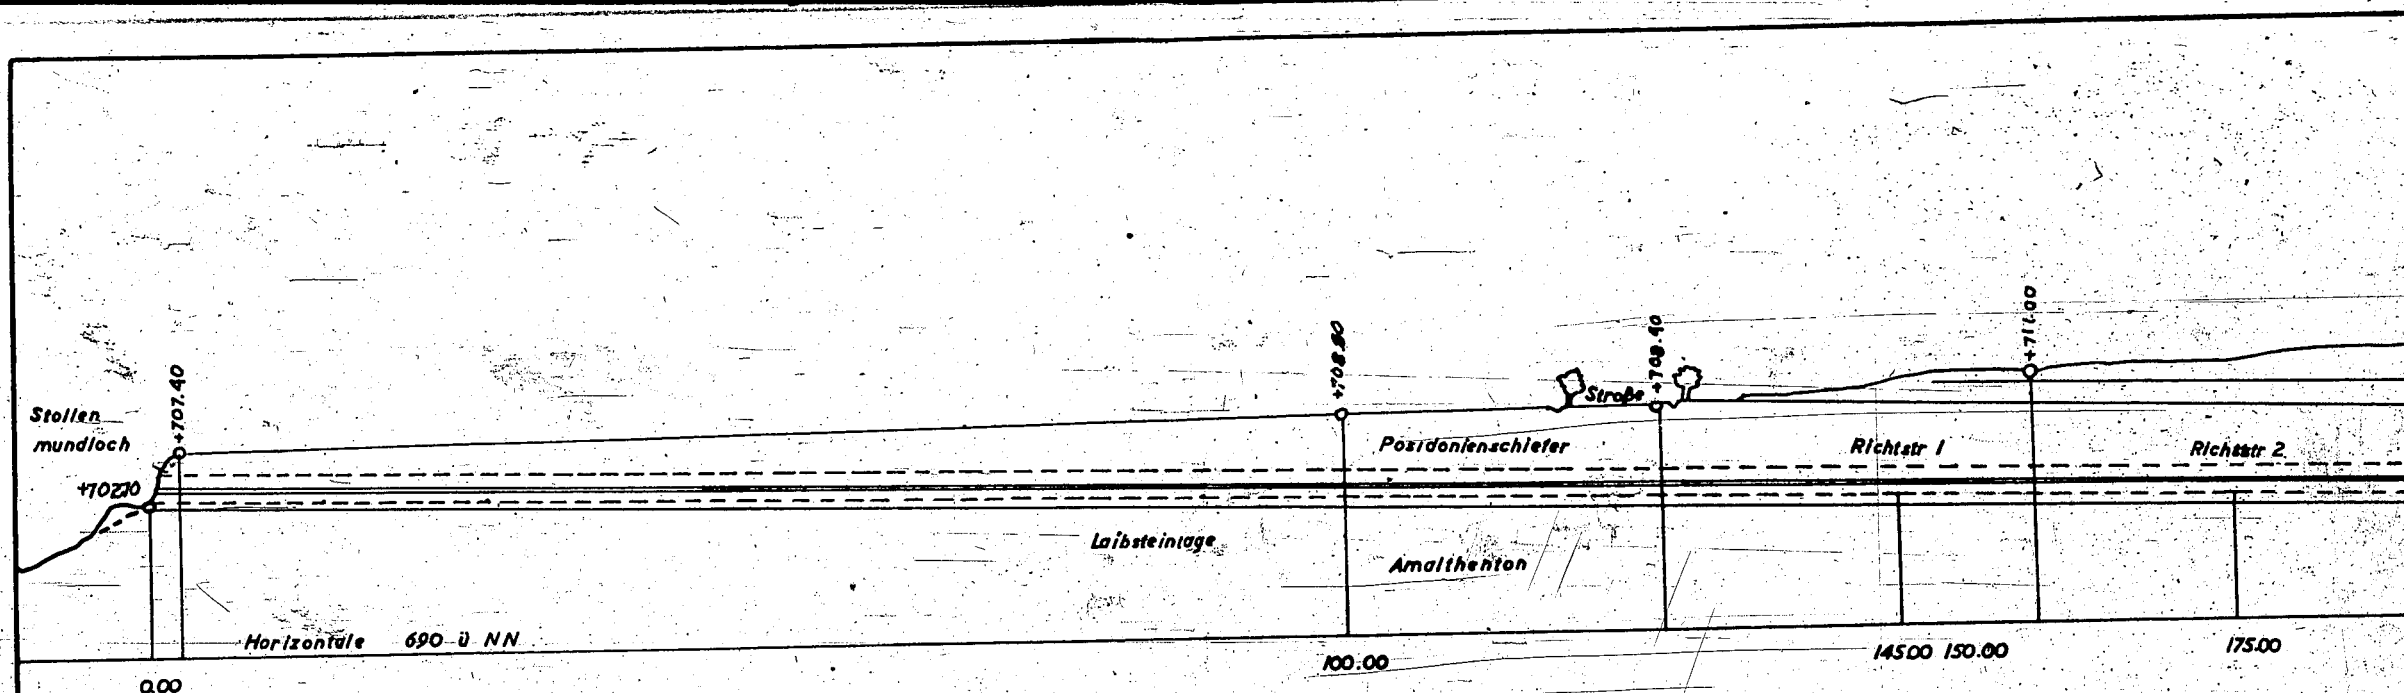 +707.40
+708.80
+708.40
+711.00
Stollen
mundloch
Straße
Posidonienschiefer
Richtstr 1
Richtstr 2
+702.10
Laibsteinlage
Amalthenton
Horizontale 690 ü NN
0.00
100.00
145.00 150.00
175.00